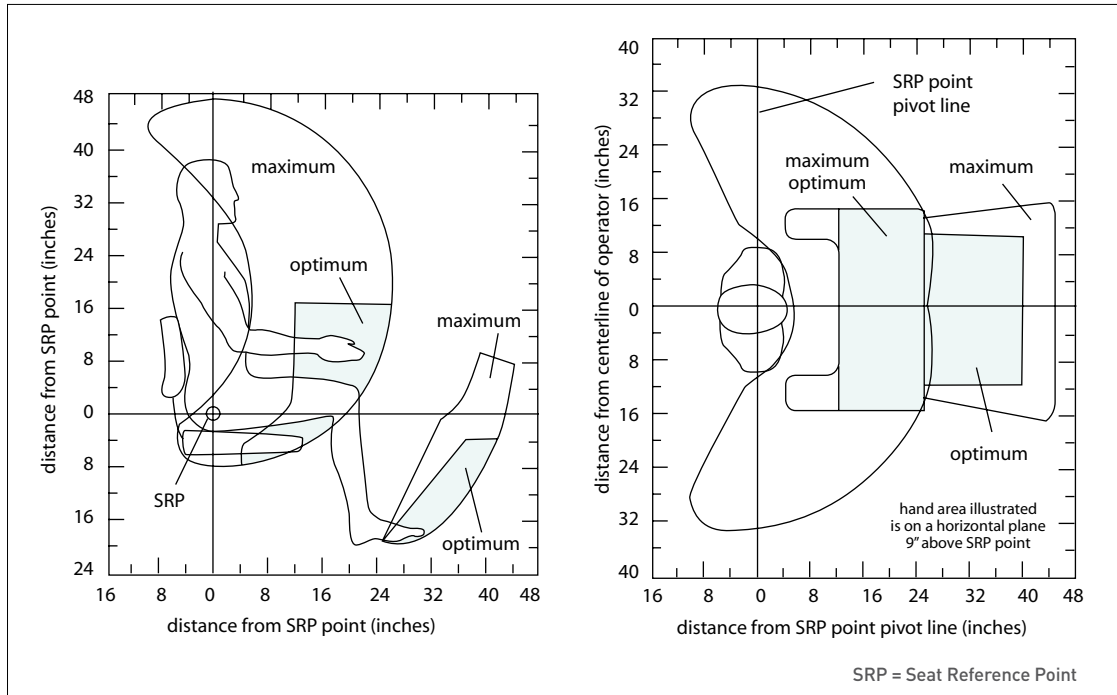 48
40
32
24
16
8
0
8
16
24
distance from SRP point (inches)
maximum
optimum
maximum
SRP
optimum
16 8 0 8 16 24 32 40 48
distance from SRP point (inches)
40
32
24
16
8
0
8
16
24
32
40
distance from centerline of operator (inches)
SRP point
pivot line
maximum
optimum
maximum
optimum
hand area illustrated
is on a horizontal plane
9” above SRP point
16 8 0 8 16 24 32 40 48
distance from SRP point pivot line (inches)
SRP = Seat Reference Point